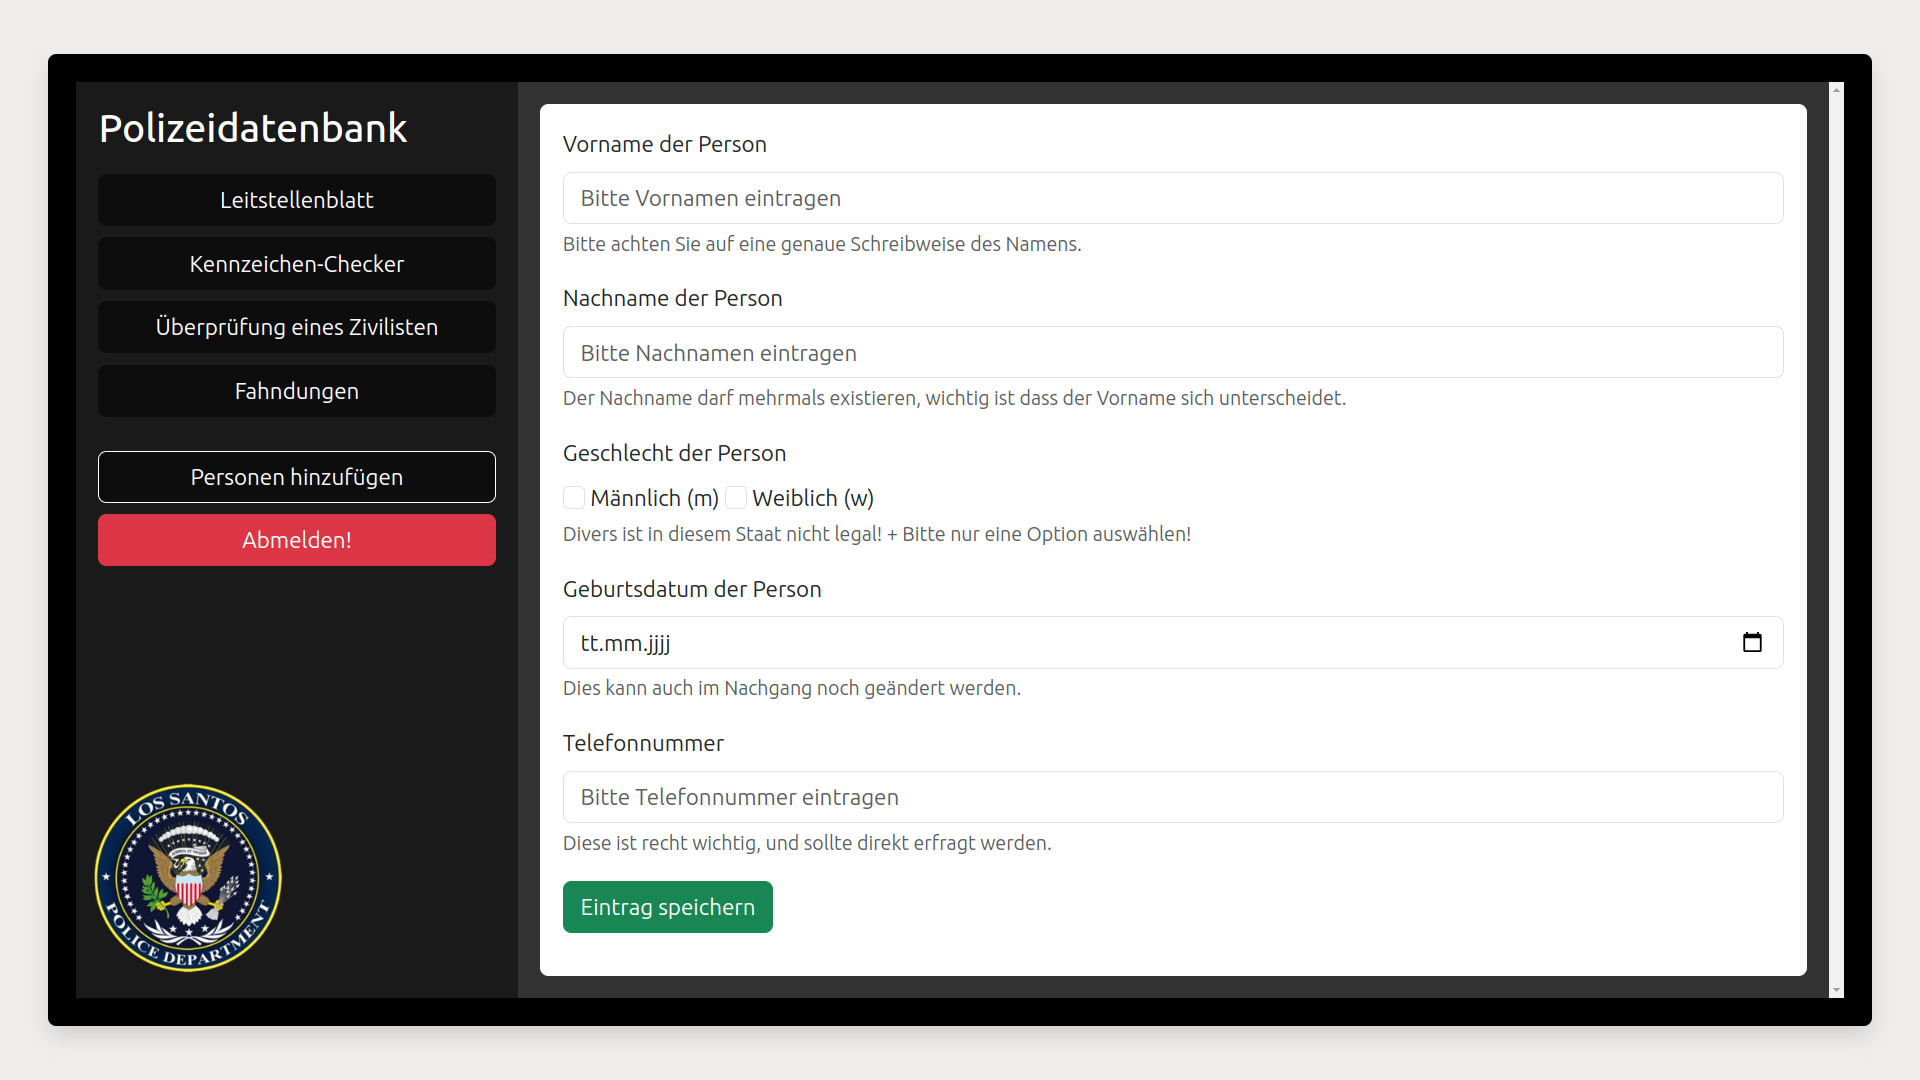 Polizeidatenbank
Leitstellenblatt
Kennzeichen-Checker
Überprüfung eines Zivilisten
Fahndungen
Personen hinzufügen
Abmelden!
LOS SANTOS
POLICE DEPARTMENT
Vorname der Person
Bitte Vornamen eintragen
Bitte achten Sie auf eine genaue Schreibweise des Namens.
Nachname der Person
Bitte Nachnamen eintragen
Der Nachname darf mehrmals existieren, wichtig ist dass der Vorname sich unterscheidet.
Geschlecht der Person
Männlich (m) Weiblich (w)
Divers ist in diesem Staat nicht legal! + Bitte nur eine Option auswählen!
Geburtsdatum der Person
tt.mm.jjjj
Dies kann auch im Nachgang noch geändert werden.
Telefonnummer
Bitte Telefonnummer eintragen
Diese ist recht wichtig, und sollte direkt erfragt werden.
Eintrag speichern